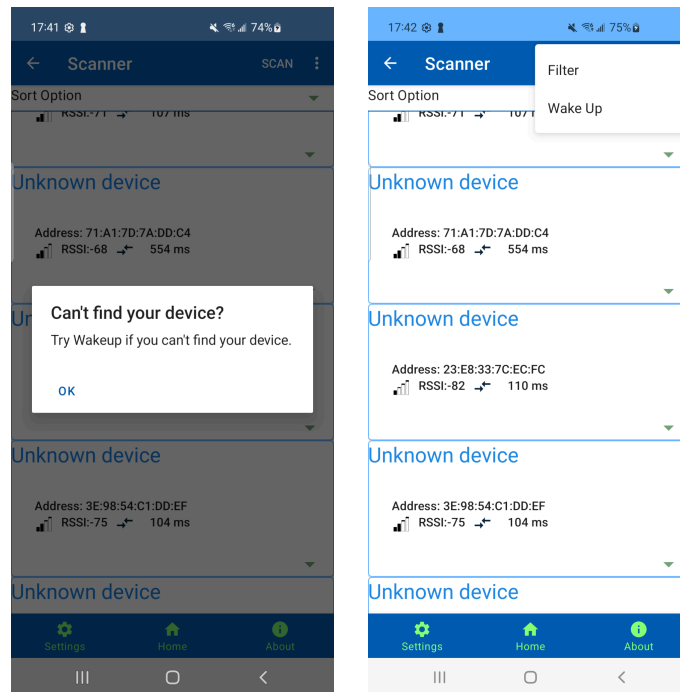 17:41 74%
Scanner SCAN
Sort Option
RSSI:-71 107 ms
Unknown device
Address: 71:A1:7D:7A:DD:C4
RSSI:-68 554 ms
Can't find your device?
Try Wakeup if you can't find your device.
OK
Unknown device
Address: 3E:98:54:C1:DD:EF
RSSI:-75 104 ms
Unknown device
Settings Home About
17:42 75%
Scanner
Filter
Wake Up
Sort Option
RSSI:-71 107
Unknown device
Address: 71:A1:7D:7A:DD:C4
RSSI:-68 554 ms
Unknown device
Address: 23:E8:33:7C:EC:FC
RSSI:-82 110 ms
Unknown device
Address: 3E:98:54:C1:DD:EF
RSSI:-75 104 ms
Unknown device
Settings Home About